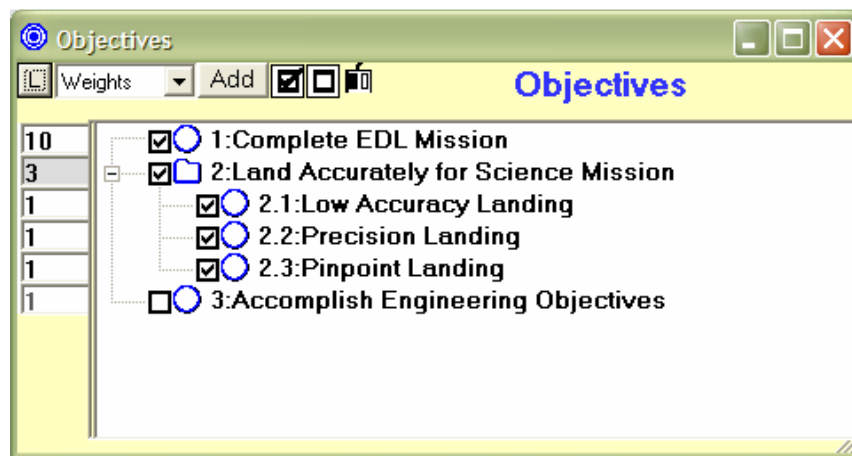 Objectives
Weights Add Objectives
10 1:Complete EDL Mission
3 2:Land Accurately for Science Mission
1 2.1:Low Accuracy Landing
1 2.2:Precision Landing
1 2.3:Pinpoint Landing
1 3:Accomplish Engineering Objectives